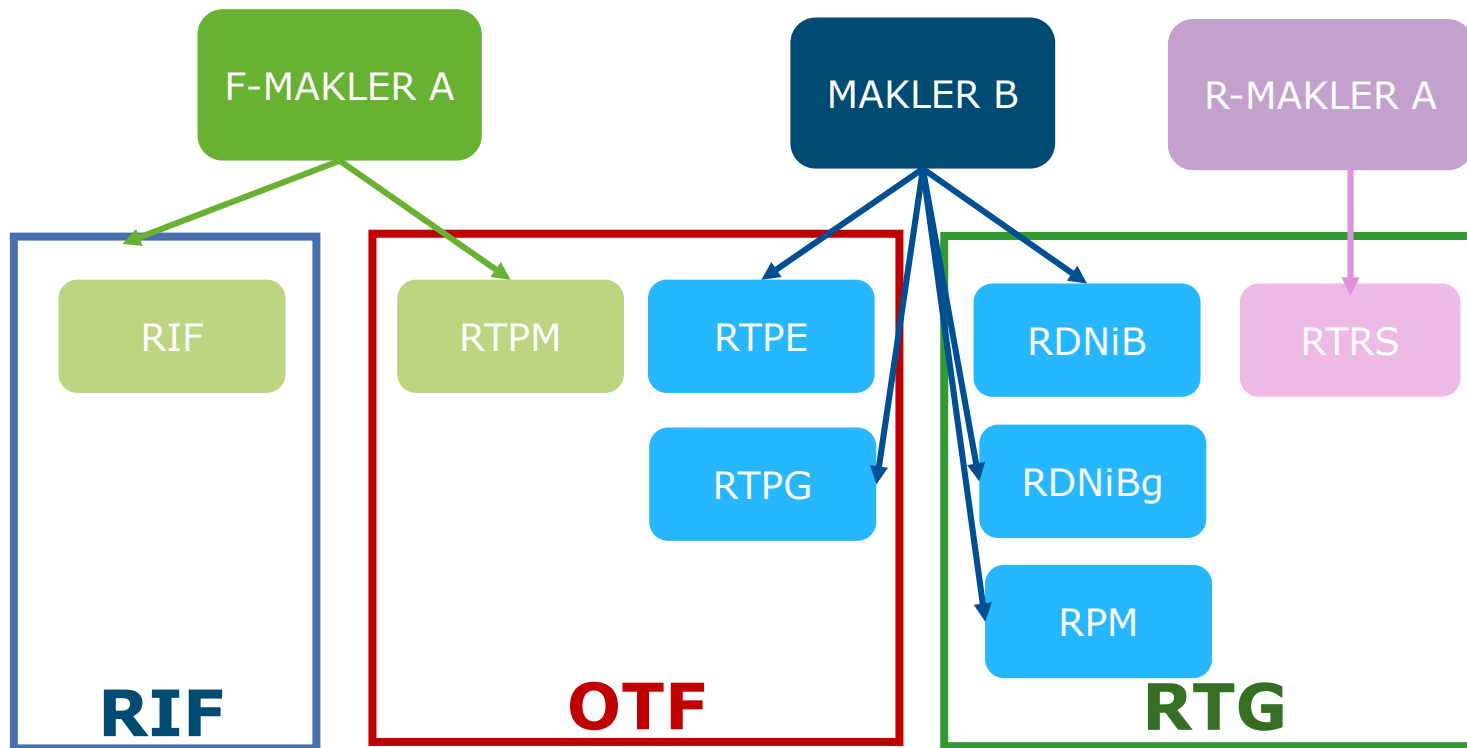 F-MAKLER A
MAKLER B
R-MAKLER A
RIF
RTPM
RTPE
RDNiB
RTRS
RTPG
RDNiBg
RPM
RIF
OTF
RTG